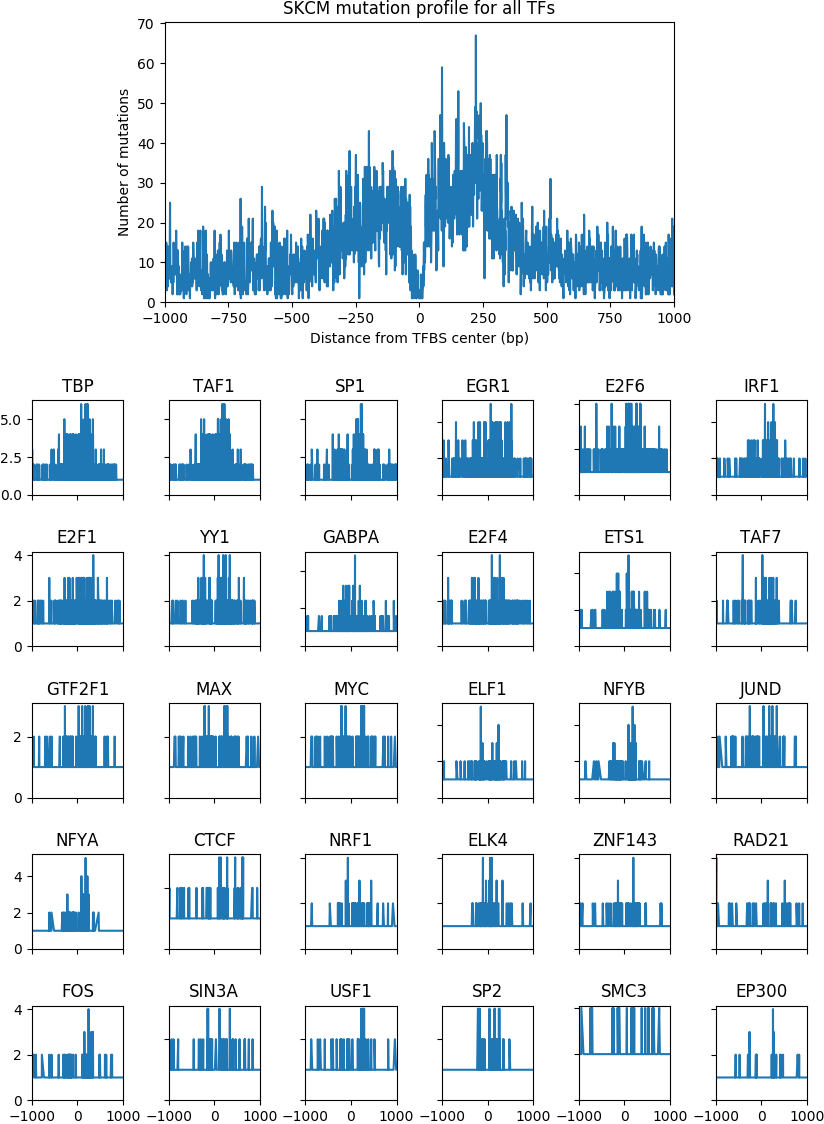 SKCM mutation profile for all TFs
70
60
50
40
30
20
10
0
Number of mutations
−1000 −750 −500 −250 0 250 500 750 1000
Distance from TFBS center (bp)
TBP TAF1 SP1 EGR1 E2F6 IRF1
5.0
2.5
0.0
E2F1 YY1 GABPA E2F4 ETS1 TAF7
4
2
0
GTF2F1 MAX MYC ELF1 NFYB JUND
2
0
NFYA CTCF NRF1 ELK4 ZNF143 RAD21
4
2
0
FOS SIN3A USF1 SP2 SMC3 EP300
4
2
0
−1000 0 1000 −1000 0 1000 −1000 0 1000 −1000 0 1000 −1000 0 1000 −1000 0 1000